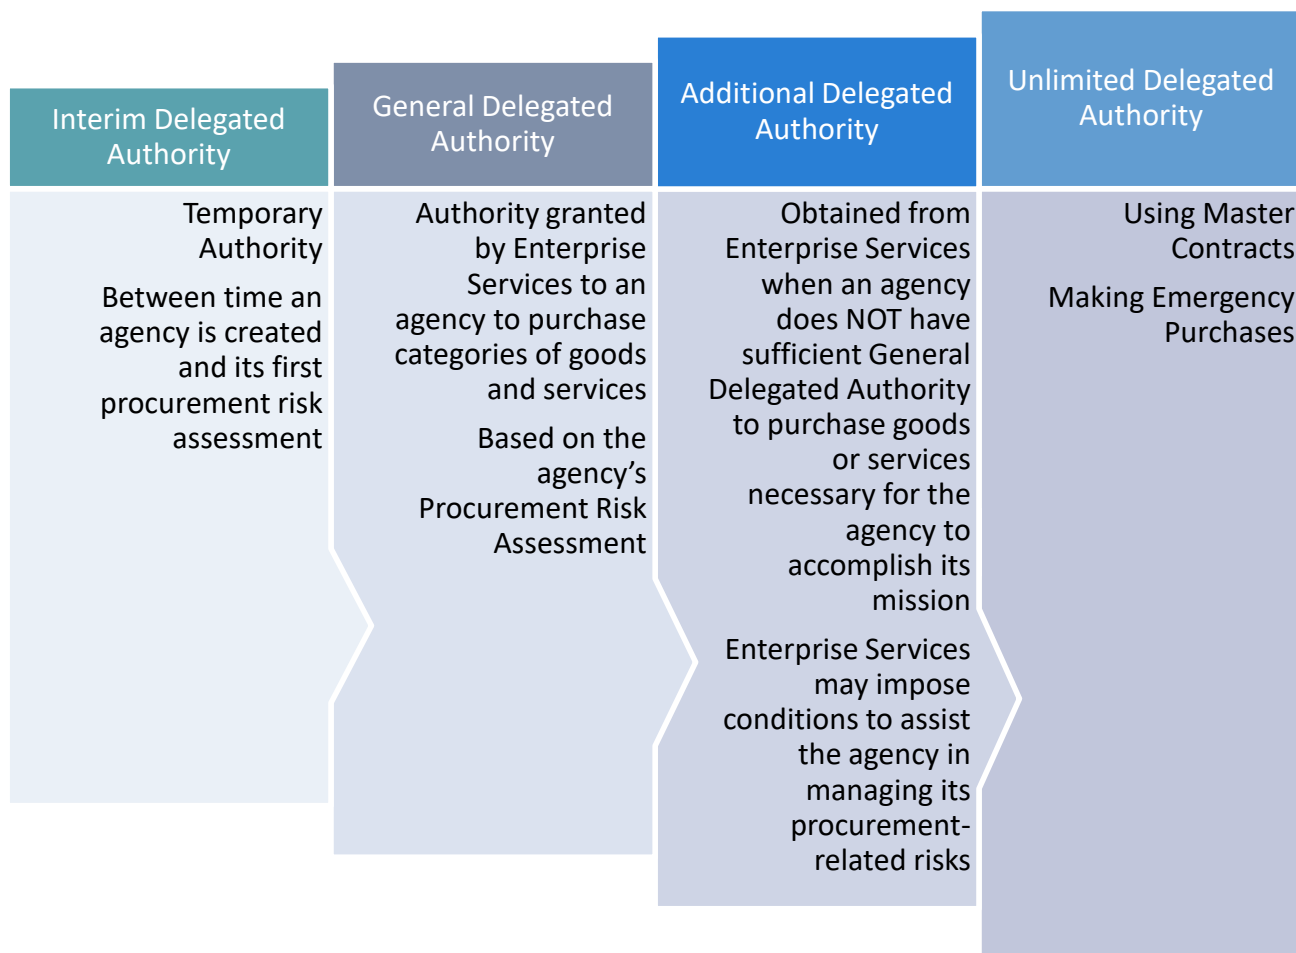 Interim Delegated
Authority
Temporary
Authority
Between time an
agency is created
and its first
procurement risk
assessment
General Delegated
Authority
Authority granted
by Enterprise
Services to an
agency to purchase
categories of goods
and services
Based on the
agency’s
Procurement Risk
Assessment
Additional Delegated
Authority
Obtained from
Enterprise Services
when an agency
does NOT have
sufficient General
Delegated Authority
to purchase goods
or services
necessary for the
agency to
accomplish its
mission
Enterprise Services
may impose
conditions to assist
the agency in
managing its
procurement-
related risks
Unlimited Delegated
Authority
Using Master
Contracts
Making Emergency
Purchases